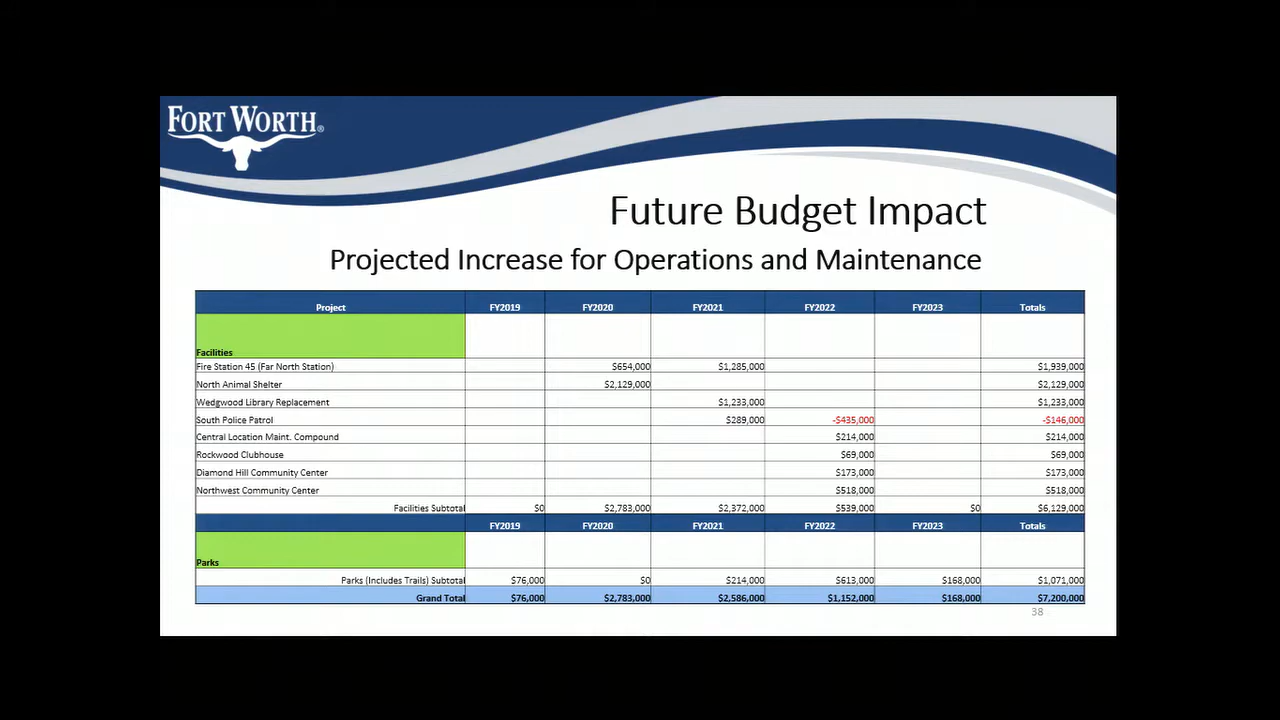 FORT WORTH®
Future Budget Impact
Projected Increase for Operations and Maintenance
Project FY2019 FY2020 FY2021 FY2022 FY2023 Totals
Facilities
Fire Station 45 (Far North Station) $654,000 $1,285,000 $1,939,000
North Animal Shelter $2,129,000 $2,129,000
Wedgwood Library Replacement $1,233,000 $1,233,000
South Police Patrol $289,000 -$435,000 -$146,000
Central Location Maint. Compound $214,000 $214,000
Rockwood Clubhouse $69,000 $69,000
Diamond Hill Community Center $173,000 $173,000
Northwest Community Center $518,000 $518,000
Facilities Subtotal $0 $2,783,000 $2,372,000 $539,000 $0 $6,129,000
FY2019 FY2020 FY2021 FY2022 FY2023 Totals
Parks
Parks (Includes Trails) Subtotal $76,000 $0 $214,000 $613,000 $168,000 $1,071,000
Grand Total $76,000 $2,783,000 $2,586,000 $1,152,000 $168,000 $7,200,000
38